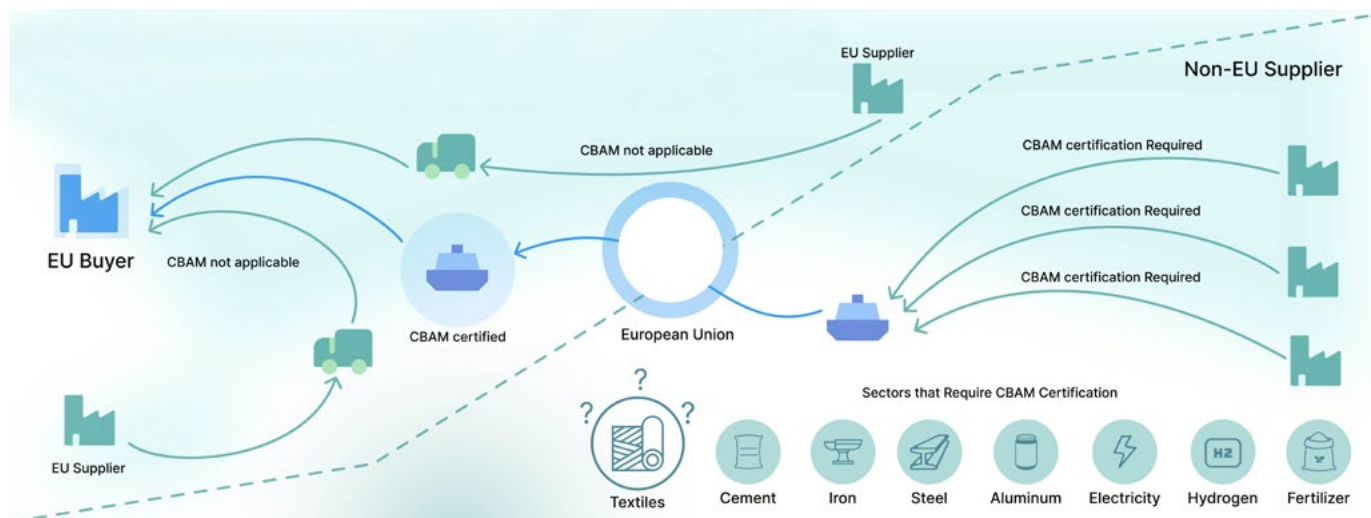 EU Supplier
Non-EU Supplier
CBAM not applicable
CBAM certification Required
CBAM certification Required
EU Buyer
CBAM not applicable
CBAM certification Required
CBAM certified
European Union
Sectors that Require CBAM Certification
? ? ?
H2
EU Supplier
Textiles
Cement
Iron
Steel
Aluminum
Electricity
Hydrogen
Fertilizer